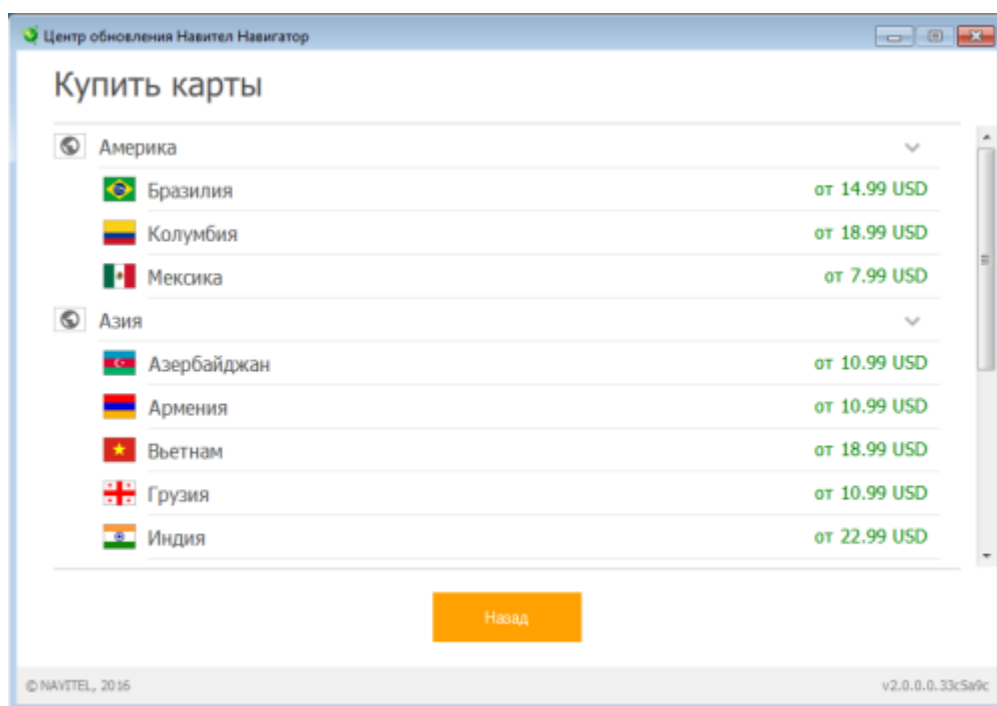 Центр обновления Навител Навигатор
Купить карты
Америка
Бразилия от 14.99 USD
Колумбия от 18.99 USD
Мексика от 7.99 USD
Азия
Азербайджан от 10.99 USD
Армения от 10.99 USD
Вьетнам от 18.99 USD
Грузия от 10.99 USD
Индия от 22.99 USD
Назад
© NAVITEL, 2016 v2.0.0.0.33c5a9c